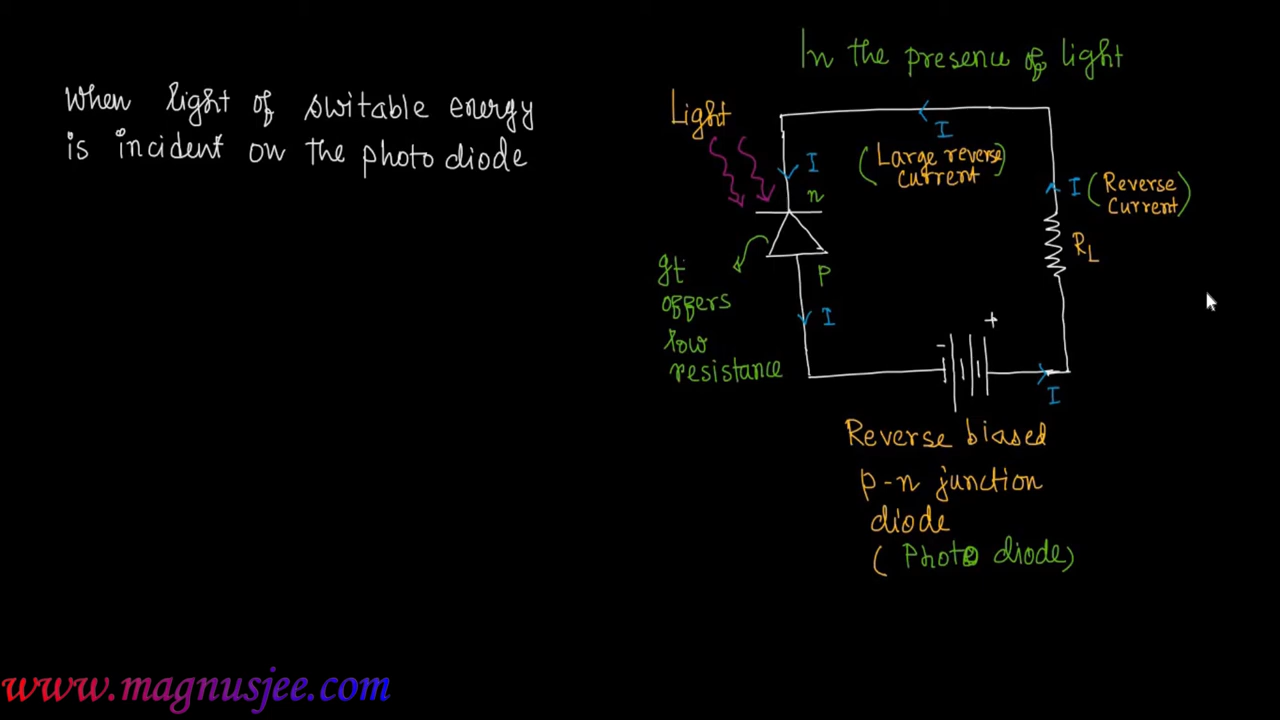 In the presence of light
When light of suitable energy
is incident on the photo diode
Light
I
(Large reverse
current)
I
n
I (Reverse
Current)
RL
It
offers
low
resistance
p
I
- +
I
Reverse biased
p-n junction
diode
(Photo diode)
www.magnusjee.com